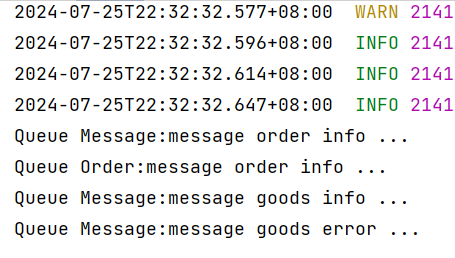 2024-07-25T22:32:32.577+08:00  WARN 2141
2024-07-25T22:32:32.596+08:00  INFO 2141
2024-07-25T22:32:32.614+08:00  INFO 2141
2024-07-25T22:32:32.647+08:00  INFO 2141
Queue Message:message order info ...
Queue Order:message order info ...
Queue Message:message goods info ...
Queue Message:message goods error ...